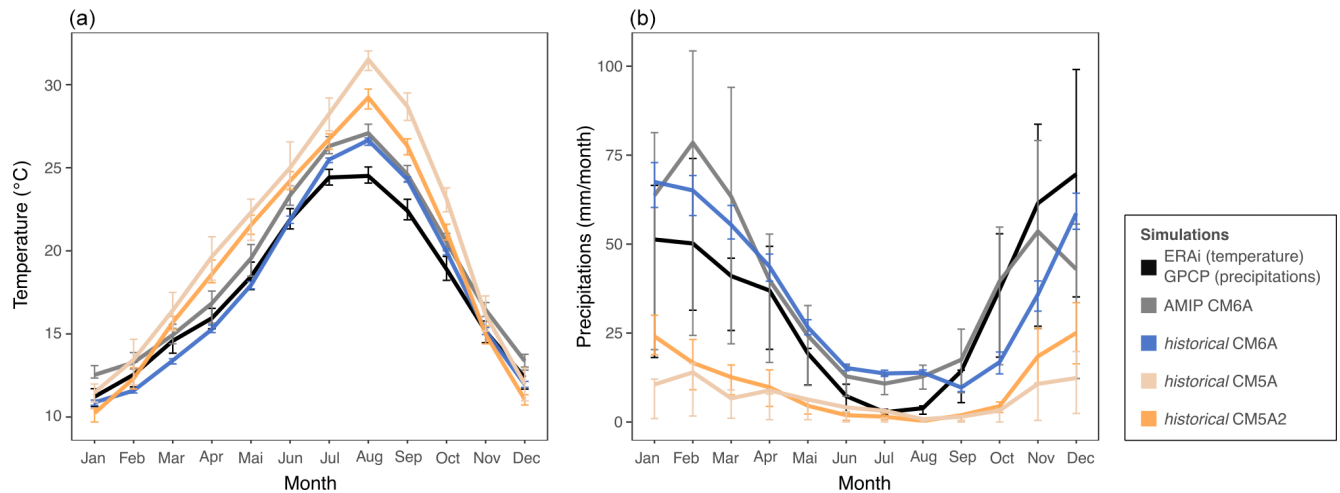 (a)
Temperature (°C)
30
25
20
15
10
Jan Feb Mar Apr Mai Jun Jul Aug Sep Oct Nov Dec
Month
(b)
Precipitations (mm/month)
100
75
50
25
0
Jan Feb Mar Apr Mai Jun Jul Aug Sep Oct Nov Dec
Month
Simulations
ERAi (temperature)
GPCP (precipitations)
AMIP CM6A
historical CM6A
historical CM5A
historical CM5A2